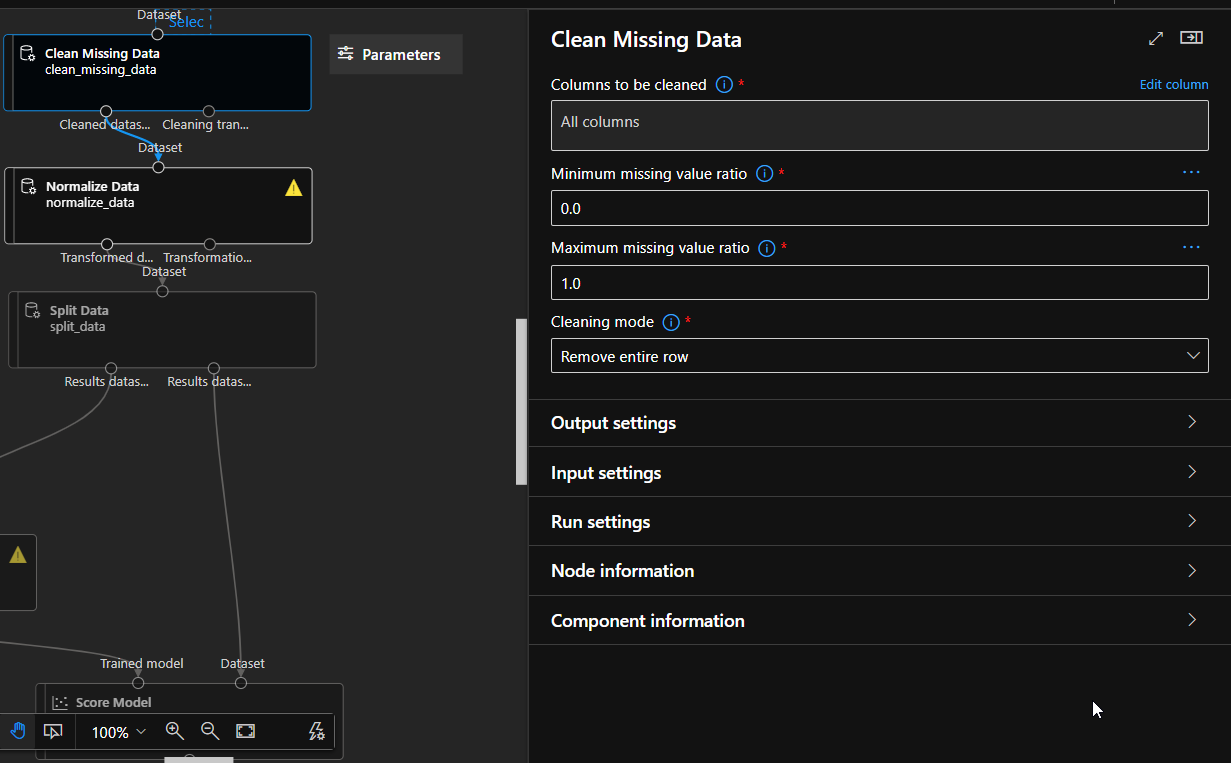 Dataset
Selec
Clean Missing Data
clean_missing_data
Cleaned datas...
Cleaning tran...
Dataset
Normalize Data
normalize_data
Transformed d...
Transformatio...
Dataset
Split Data
split_data
Results datas...
Results datas...
Trained model
Dataset
Score Model
100%
Parameters
Clean Missing Data
Columns to be cleaned *
Edit column
All columns
Minimum missing value ratio *
...
0.0
Maximum missing value ratio *
...
1.0
Cleaning mode *
Remove entire row
Output settings
Input settings
Run settings
Node information
Component information